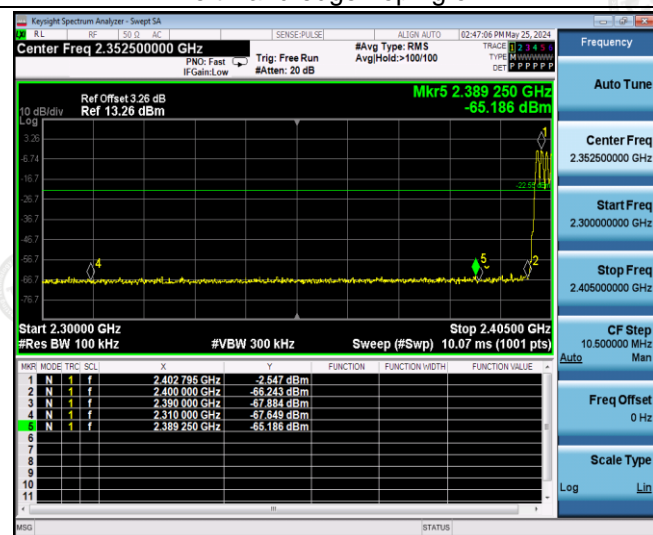 Keysight Spectrum Analyzer - Swept SA
RL RF 50 Ω AC SENSE:PULSE ALIGN AUTO 02:47:06 PM May 25, 2024
Center Freq 2.352500000 GHz
PNO: Fast
IFGain:Low
Trig: Free Run
#Atten: 20 dB
#Avg Type: RMS
Avg|Hold:>100/100
TRACE 1 2 3 4 5 6
TYPE MWWWWW
DET P P P P P P
Ref Offset 3.26 dB
10 dB/div Ref 13.26 dBm
Log
Mkr5 2.389 250 GHz
-65.186 dBm
3.26
-6.74
-16.7
-26.7
-36.7
-46.7
-56.7
-66.7
-76.7
1
4
5
2
Start 2.30000 GHz Stop 2.40500 GHz
#Res BW 100 kHz #VBW 300 kHz Sweep (#Swp) 10.07 ms (1001 pts)
MKR MODE TRC SCL X Y FUNCTION FUNCTION WIDTH FUNCTION VALUE
1 N 1 f 2.402 795 GHz -2.547 dBm
2 N 1 f 2.400 000 GHz -66.243 dBm
3 N 1 f 2.390 000 GHz -67.884 dBm
4 N 1 f 2.310 000 GHz -67.649 dBm
5 N 1 f 2.389 250 GHz -65.186 dBm
6
7
8
9
10
11
MSG STATUS
Frequency
Auto Tune
Center Freq
2.352500000 GHz
Start Freq
2.300000000 GHz
Stop Freq
2.405000000 GHz
CF Step
10.500000 MHz
Auto Man
Freq Offset
0 Hz
Scale Type
Log Lin